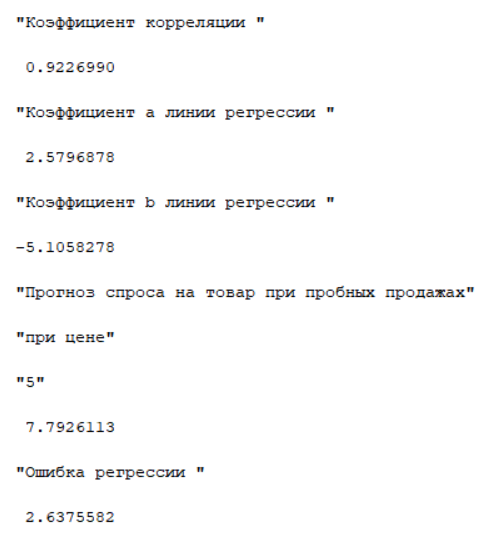 "Коэффициент корреляции "
0.9226990
"Коэффициент a линии регрессии "
2.5796878
"Коэффициент b линии регрессии "
-5.1058278
"Прогноз спроса на товар при пробных продажах"
"при цене"
"5"
7.7926113
"Ошибка регрессии "
2.6375582